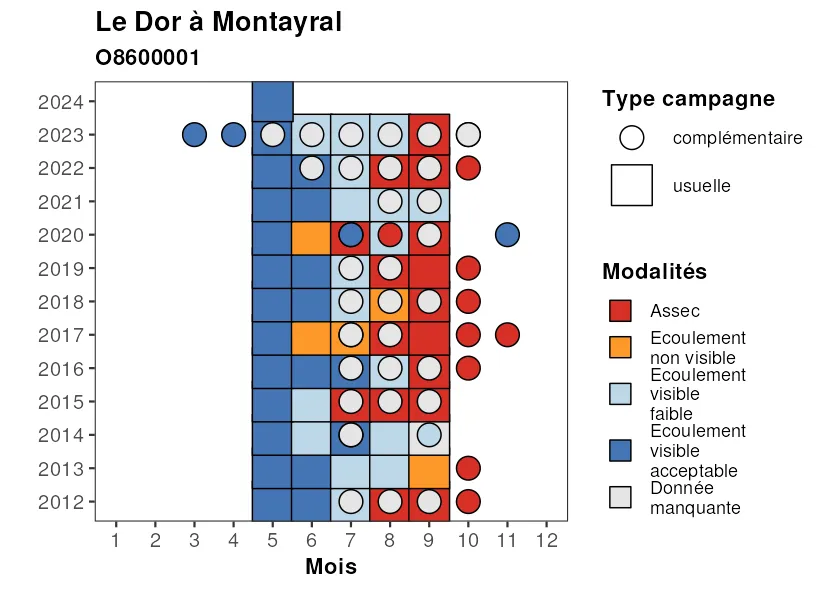 Le Dor à Montayral
O8600001
2024
2023
2022
2021
2020
2019
2018
2017
2016
2015
2014
2013
2012
1 2 3 4 5 6 7 8 9 10 11 12
Mois
Type campagne
complémentaire
usuelle
Modalités
Assec
Ecoulement
non visible
Ecoulement
visible
faible
Ecoulement
visible
acceptable
Donnée
manquante